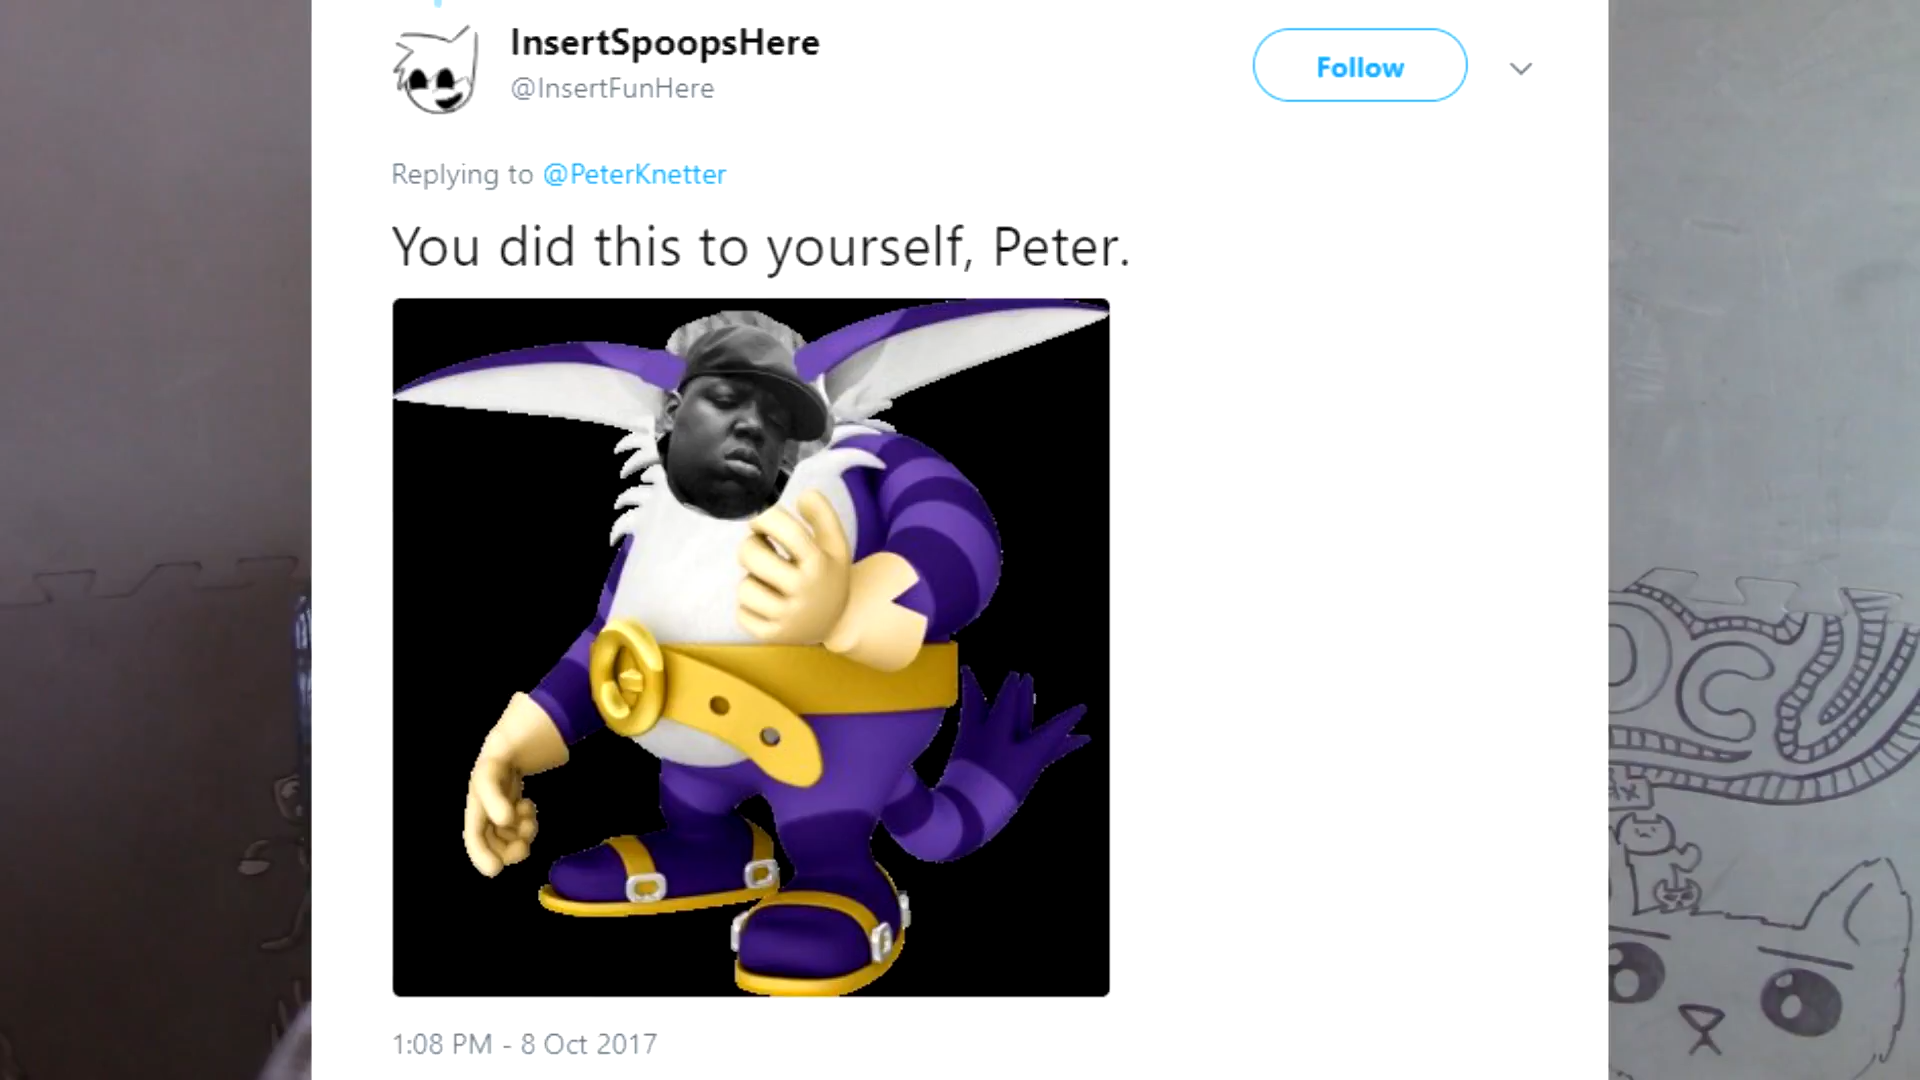 InsertSpoopsHere
@InsertFunHere
Follow
Replying to @PeterKnetter
You did this to yourself, Peter.
1:08 PM - 8 Oct 2017